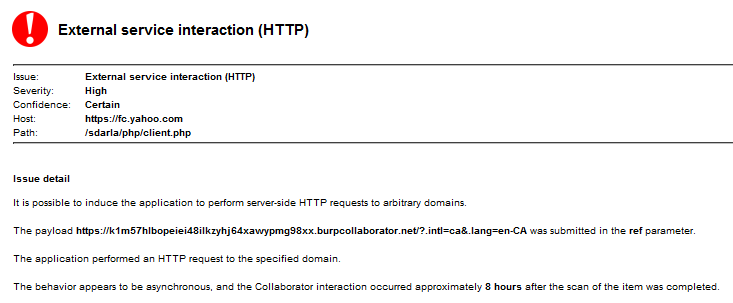 External service interaction (HTTP)
Issue: External service interaction (HTTP)
Severity: High
Confidence: Certain
Host: https://fc.yahoo.com
Path: /sdarla/php/client.php
Issue detail
It is possible to induce the application to perform server-side HTTP requests to arbitrary domains.
The payload https://k1m57hlbopeiei48ilkzyhj64xawypmg98xx.burpcollaborator.net/?.intl=ca&.lang=en-CA was submitted in the ref parameter.
The application performed an HTTP request to the specified domain.
The behavior appears to be asynchronous, and the Collaborator interaction occurred approximately 8 hours after the scan of the item was completed.